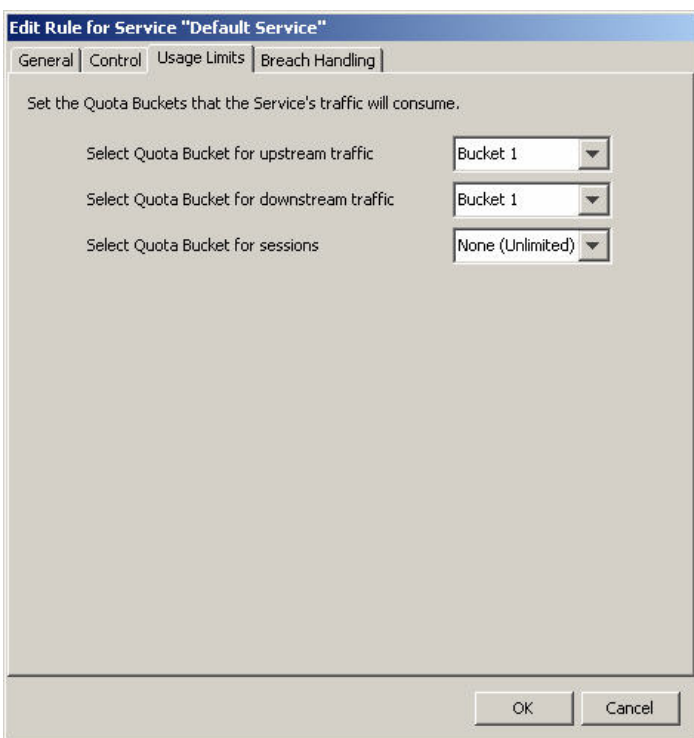 Edit Rule for Service "Default Service"
General Control Usage Limits Breach Handling
Set the Quota Buckets that the Service's traffic will consume.
Select Quota Bucket for upstream traffic Bucket 1
Select Quota Bucket for downstream traffic Bucket 1
Select Quota Bucket for sessions None (Unlimited)
OK Cancel